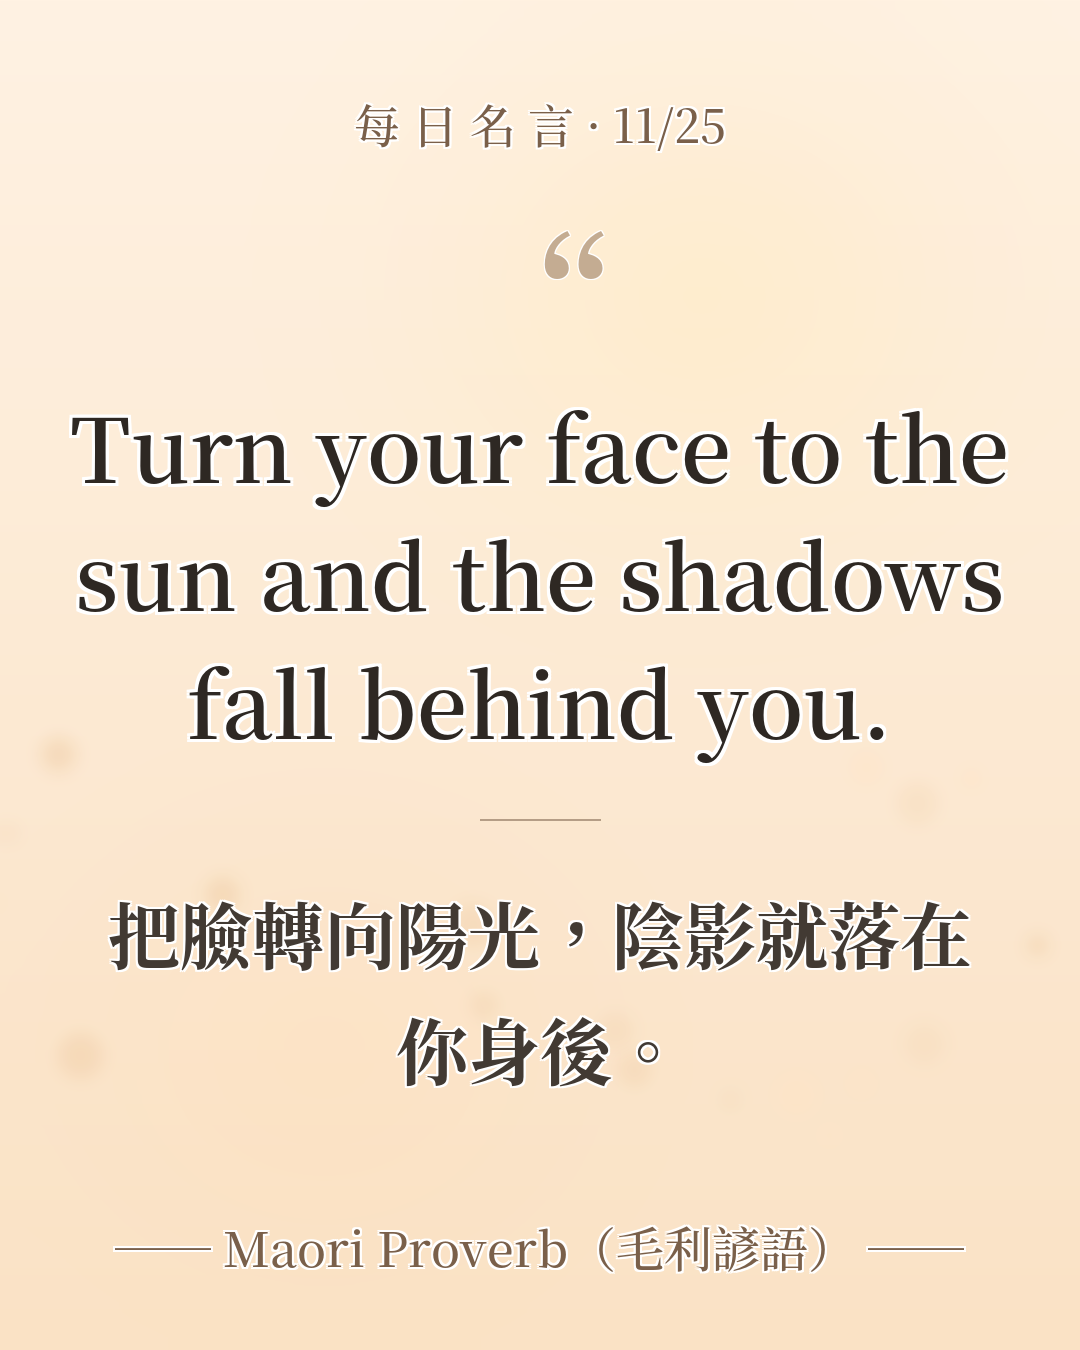 每日名言 · 11/25
“
Turn your face to the
sun and the shadows
fall behind you.
把臉轉向陽光，陰影就落在
你身後。
—— Maori Proverb（毛利諺語） ——